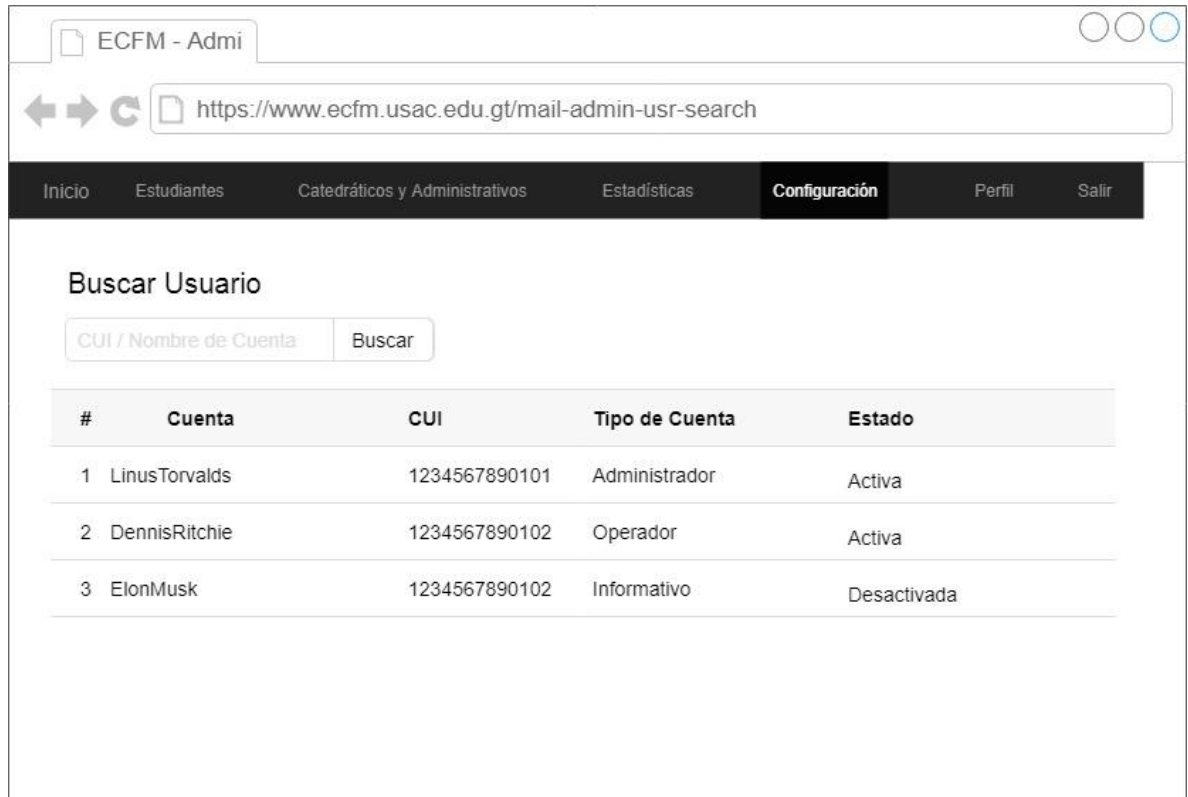 ECFM - Admi
https://www.ecfm.usac.edu.gt/mail-admin-usr-search
Inicio Estudiantes Catedráticos y Administrativos Estadísticas Configuración Perfil Salir
Buscar Usuario
CUI / Nombre de Cuenta Buscar
# Cuenta CUI Tipo de Cuenta Estado
1 LinusTorvalds 1234567890101 Administrador Activa
2 DennisRitchie 1234567890102 Operador Activa
3 ElonMusk 1234567890102 Informativo Desactivada